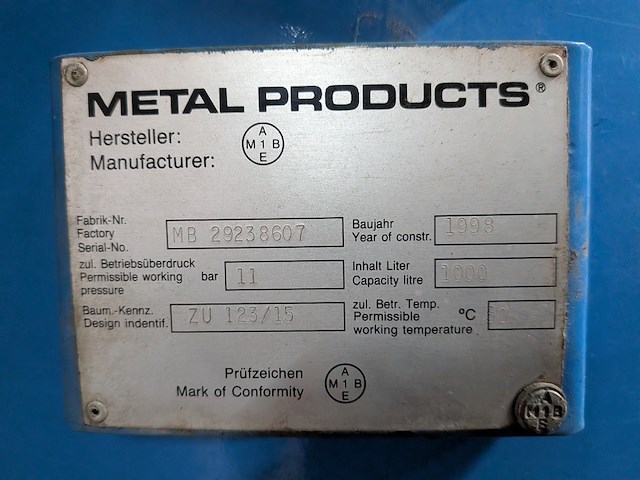 METAL PRODUCTS®
Hersteller:
Manufacturer:
A
M 1 B
E
Fabrik-Nr.
Factory
Serial-No.
MB 29238607
Baujahr
Year of constr.
1998
zul. Betriebsüberdruck
Permissible working bar
pressure
11
Inhalt Liter
Capacity litre
1000
Baum.-Kennz.
Design indentif.
ZU 123/15
zul. Betr. Temp.
Permissible °C
working temperature
Prüfzeichen
Mark of Conformity
A
M 1 B
E
A
M1B
E